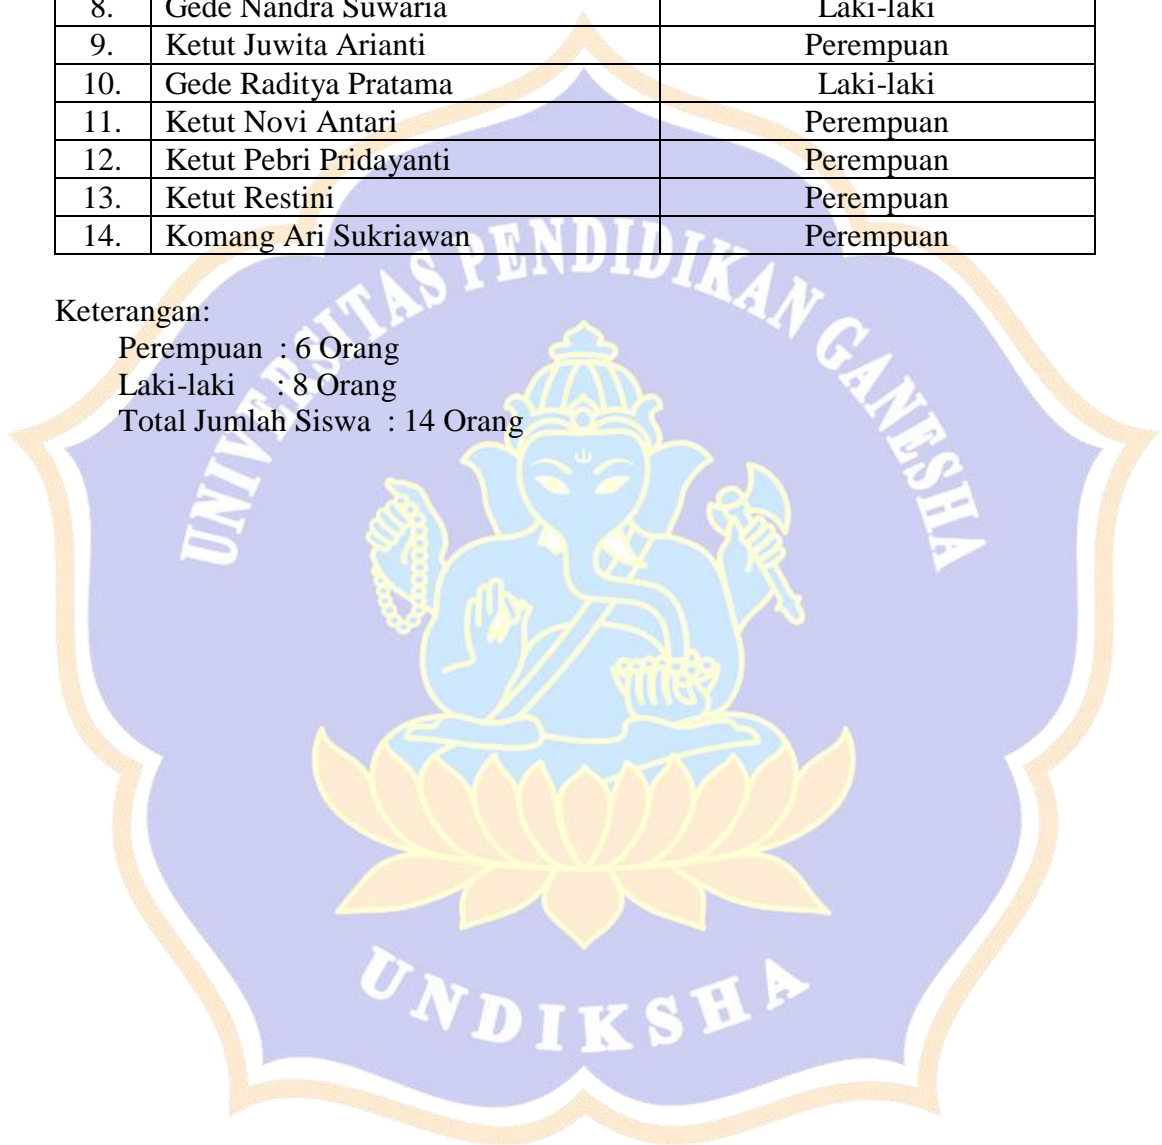 8. Gede Nandra Suwaria Laki-laki
9. Ketut Juwita Arianti Perempuan
10. Gede Raditya Pratama Laki-laki
11. Ketut Novi Antari Perempuan
12. Ketut Pebri Pridayanti Perempuan
13. Ketut Restini Perempuan
14. Komang Ari Sukriawan Perempuan
Keterangan:
Perempuan : 6 Orang
Laki-laki : 8 Orang
Total Jumlah Siswa : 14 Orang
UNIVERSITAS PENDIDIKAN GANESHA
UNDIKSHA